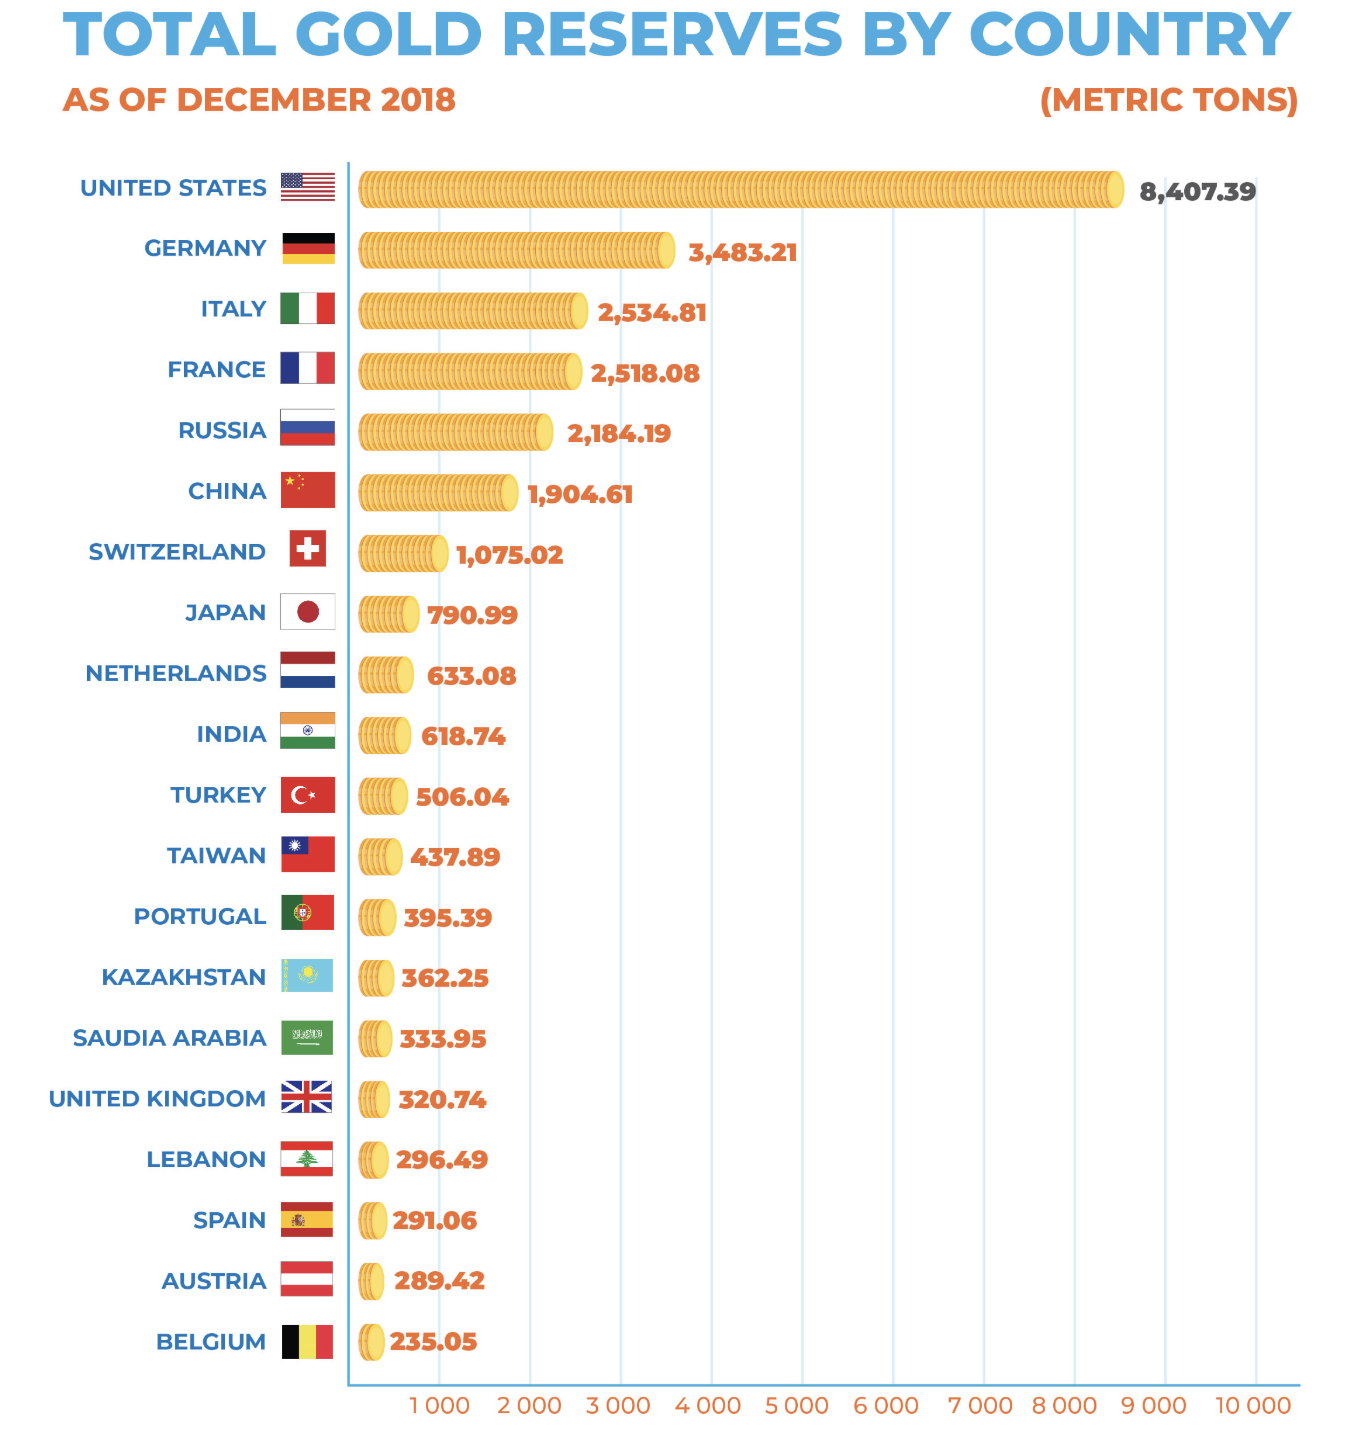 TOTAL GOLD RESERVES BY COUNTRY
AS OF DECEMBER 2018 (METRIC TONS)
UNITED STATES 8,407.39
GERMANY 3,483.21
ITALY 2,534.81
FRANCE 2,518.08
RUSSIA 2,184.19
CHINA 1,904.61
SWITZERLAND 1,075.02
JAPAN 790.99
NETHERLANDS 633.08
INDIA 618.74
TURKEY 506.04
TAIWAN 437.89
PORTUGAL 395.39
KAZAKHSTAN 362.25
SAUDIA ARABIA 333.95
UNITED KINGDOM 320.74
LEBANON 296.49
SPAIN 291.06
AUSTRIA 289.42
BELGIUM 235.05
1 000 2 000 3 000 4 000 5 000 6 000 7 000 8 000 9 000 10 000